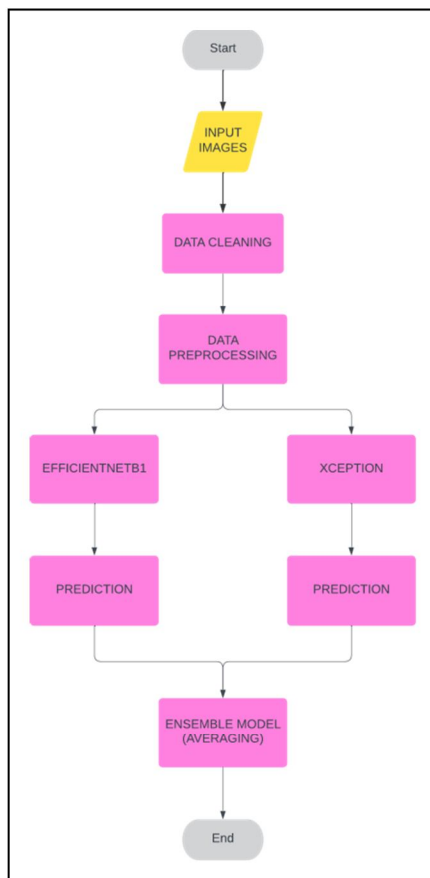 Start
INPUT
IMAGES
DATA CLEANING
DATA
PREPROCESSING
EFFICIENTNETB1
XCEPTION
PREDICTION
PREDICTION
ENSEMBLE MODEL
(AVERAGING)
End